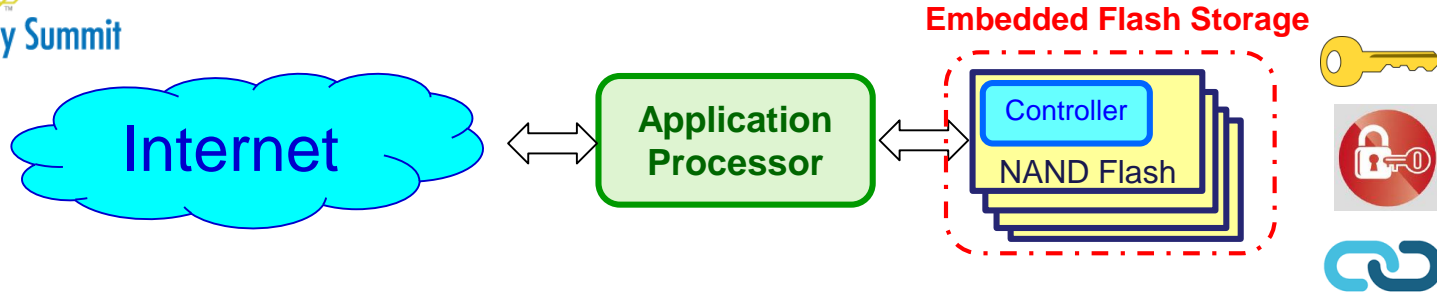 y Summit
Embedded Flash Storage
Internet
Application
Processor
Controller
NAND Flash